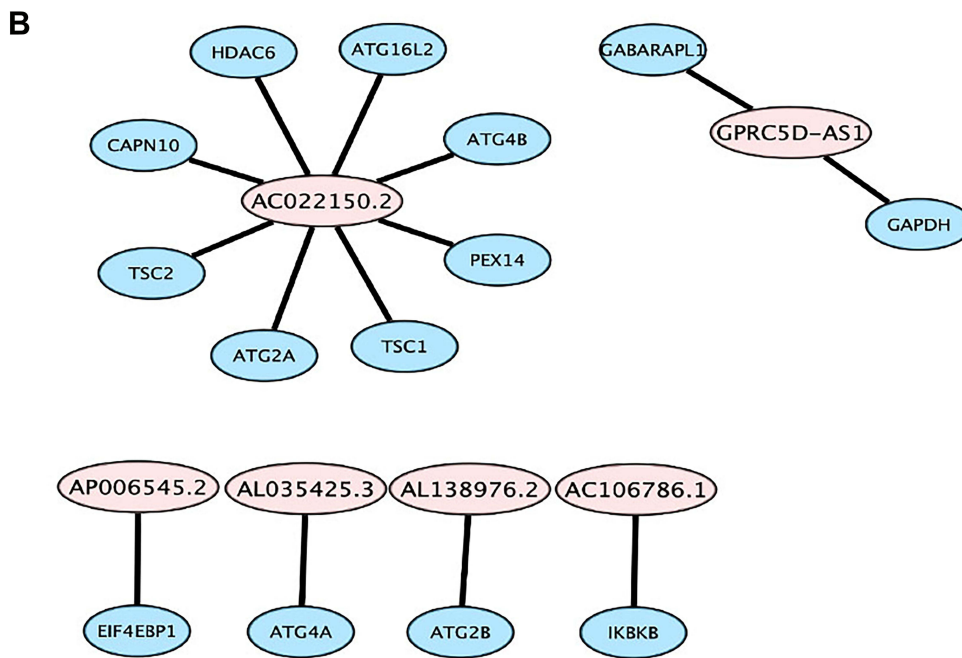 B
HDAC6
ATG16L2
CAPN10
ATG4B
AC022150.2
TSC2
PEX14
ATG2A
TSC1
GABARAPL1
GPRC5D-AS1
GAPDH
AP006545.2
AL035425.3
AL138976.2
AC106786.1
EIF4EBP1
ATG4A
ATG2B
IKBKB